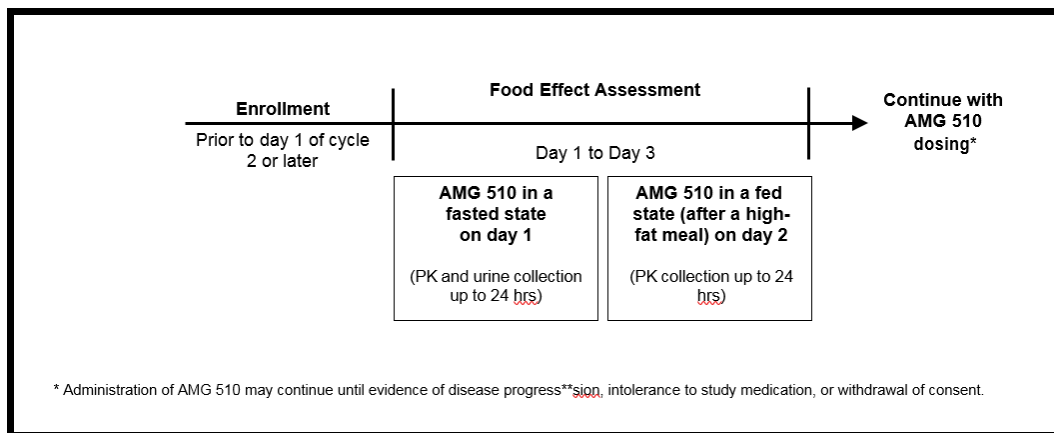 Food Effect Assessment
Enrollment
Prior to day 1 of cycle
2 or later
Day 1 to Day 3
Continue with
AMG 510
dosing*
AMG 510 in a
fasted state
on day 1
(PK and urine collection
up to 24 hrs)
AMG 510 in a fed
state (after a high-
fat meal) on day 2
(PK collection up to 24
hrs)
* Administration of AMG 510 may continue until evidence of disease progress**sion, intolerance to study medication, or withdrawal of consent.